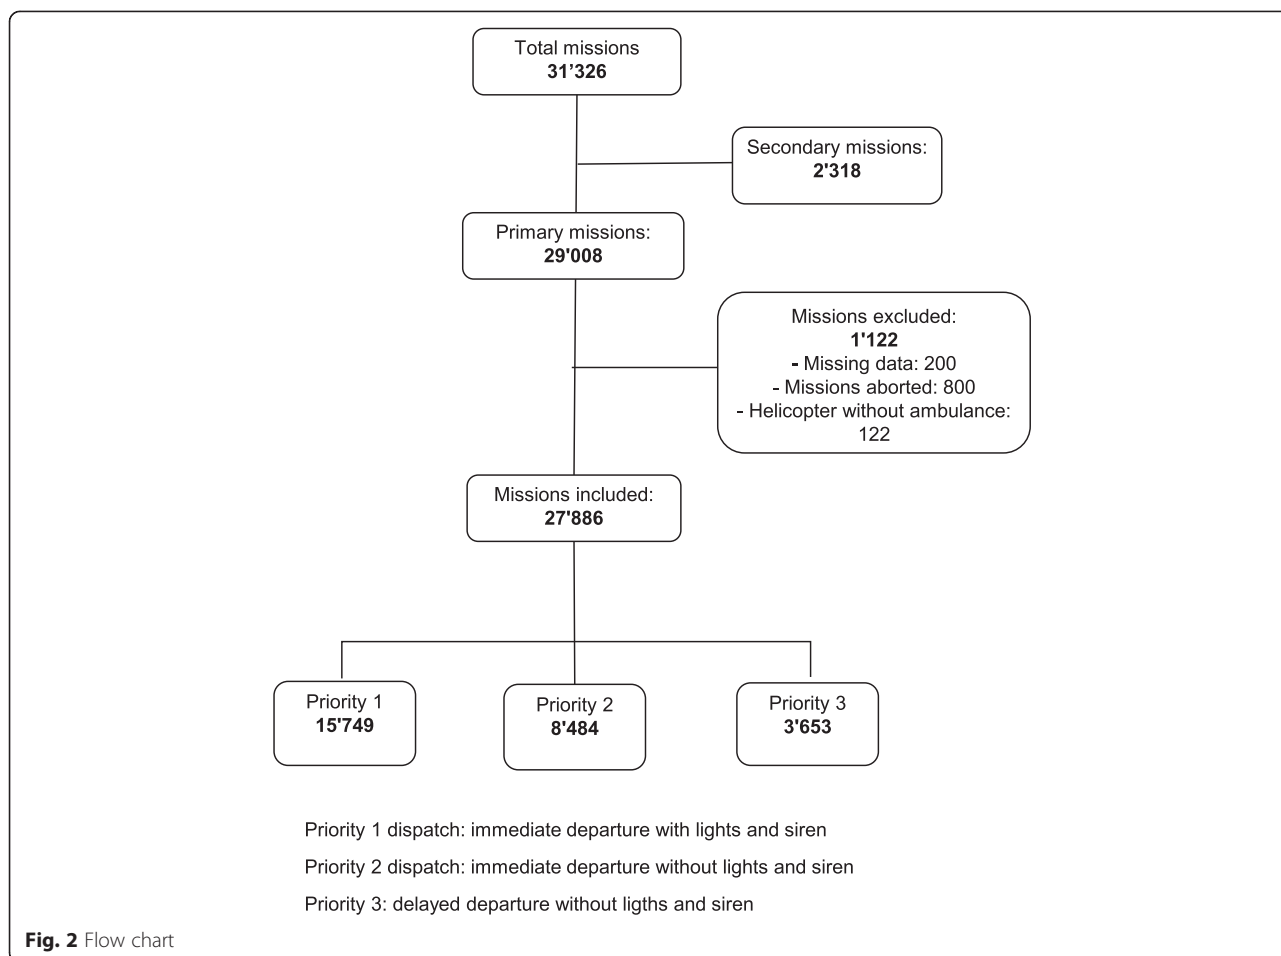 Total missions
31’326
Secondary missions:
2'318
Primary missions:
29'008
Missions excluded:
1'122
- Missing data: 200
- Missions aborted: 800
- Helicopter without ambulance:
122
Missions included:
27'886
Priority 1
15'749
Priority 2
8'484
Priority 3
3'653
Priority 1 dispatch: immediate departure with lights and siren
Priority 2 dispatch: immediate departure without lights and siren
Priority 3: delayed departure without ligths and siren
Fig. 2 Flow chart